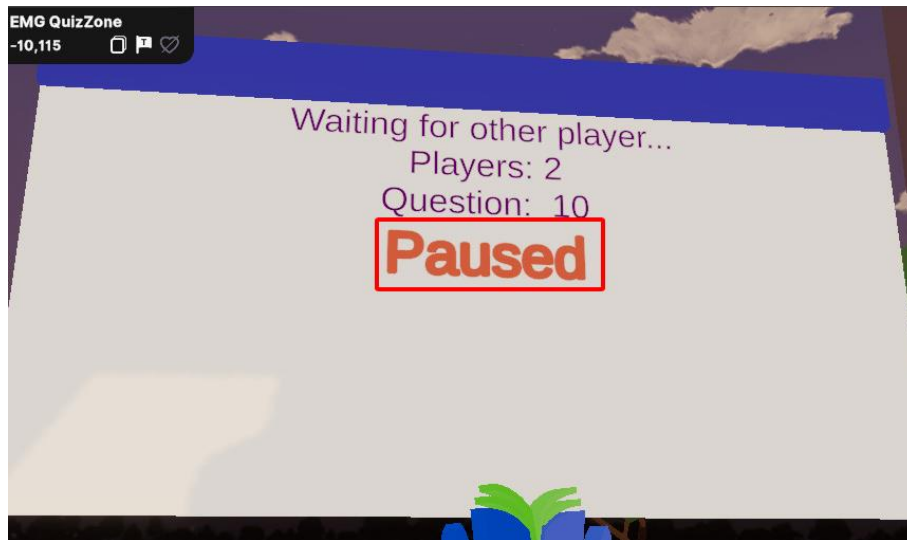 EMG QuizZone
-10,115
Waiting for other player...
Players: 2
Question: 10
Paused